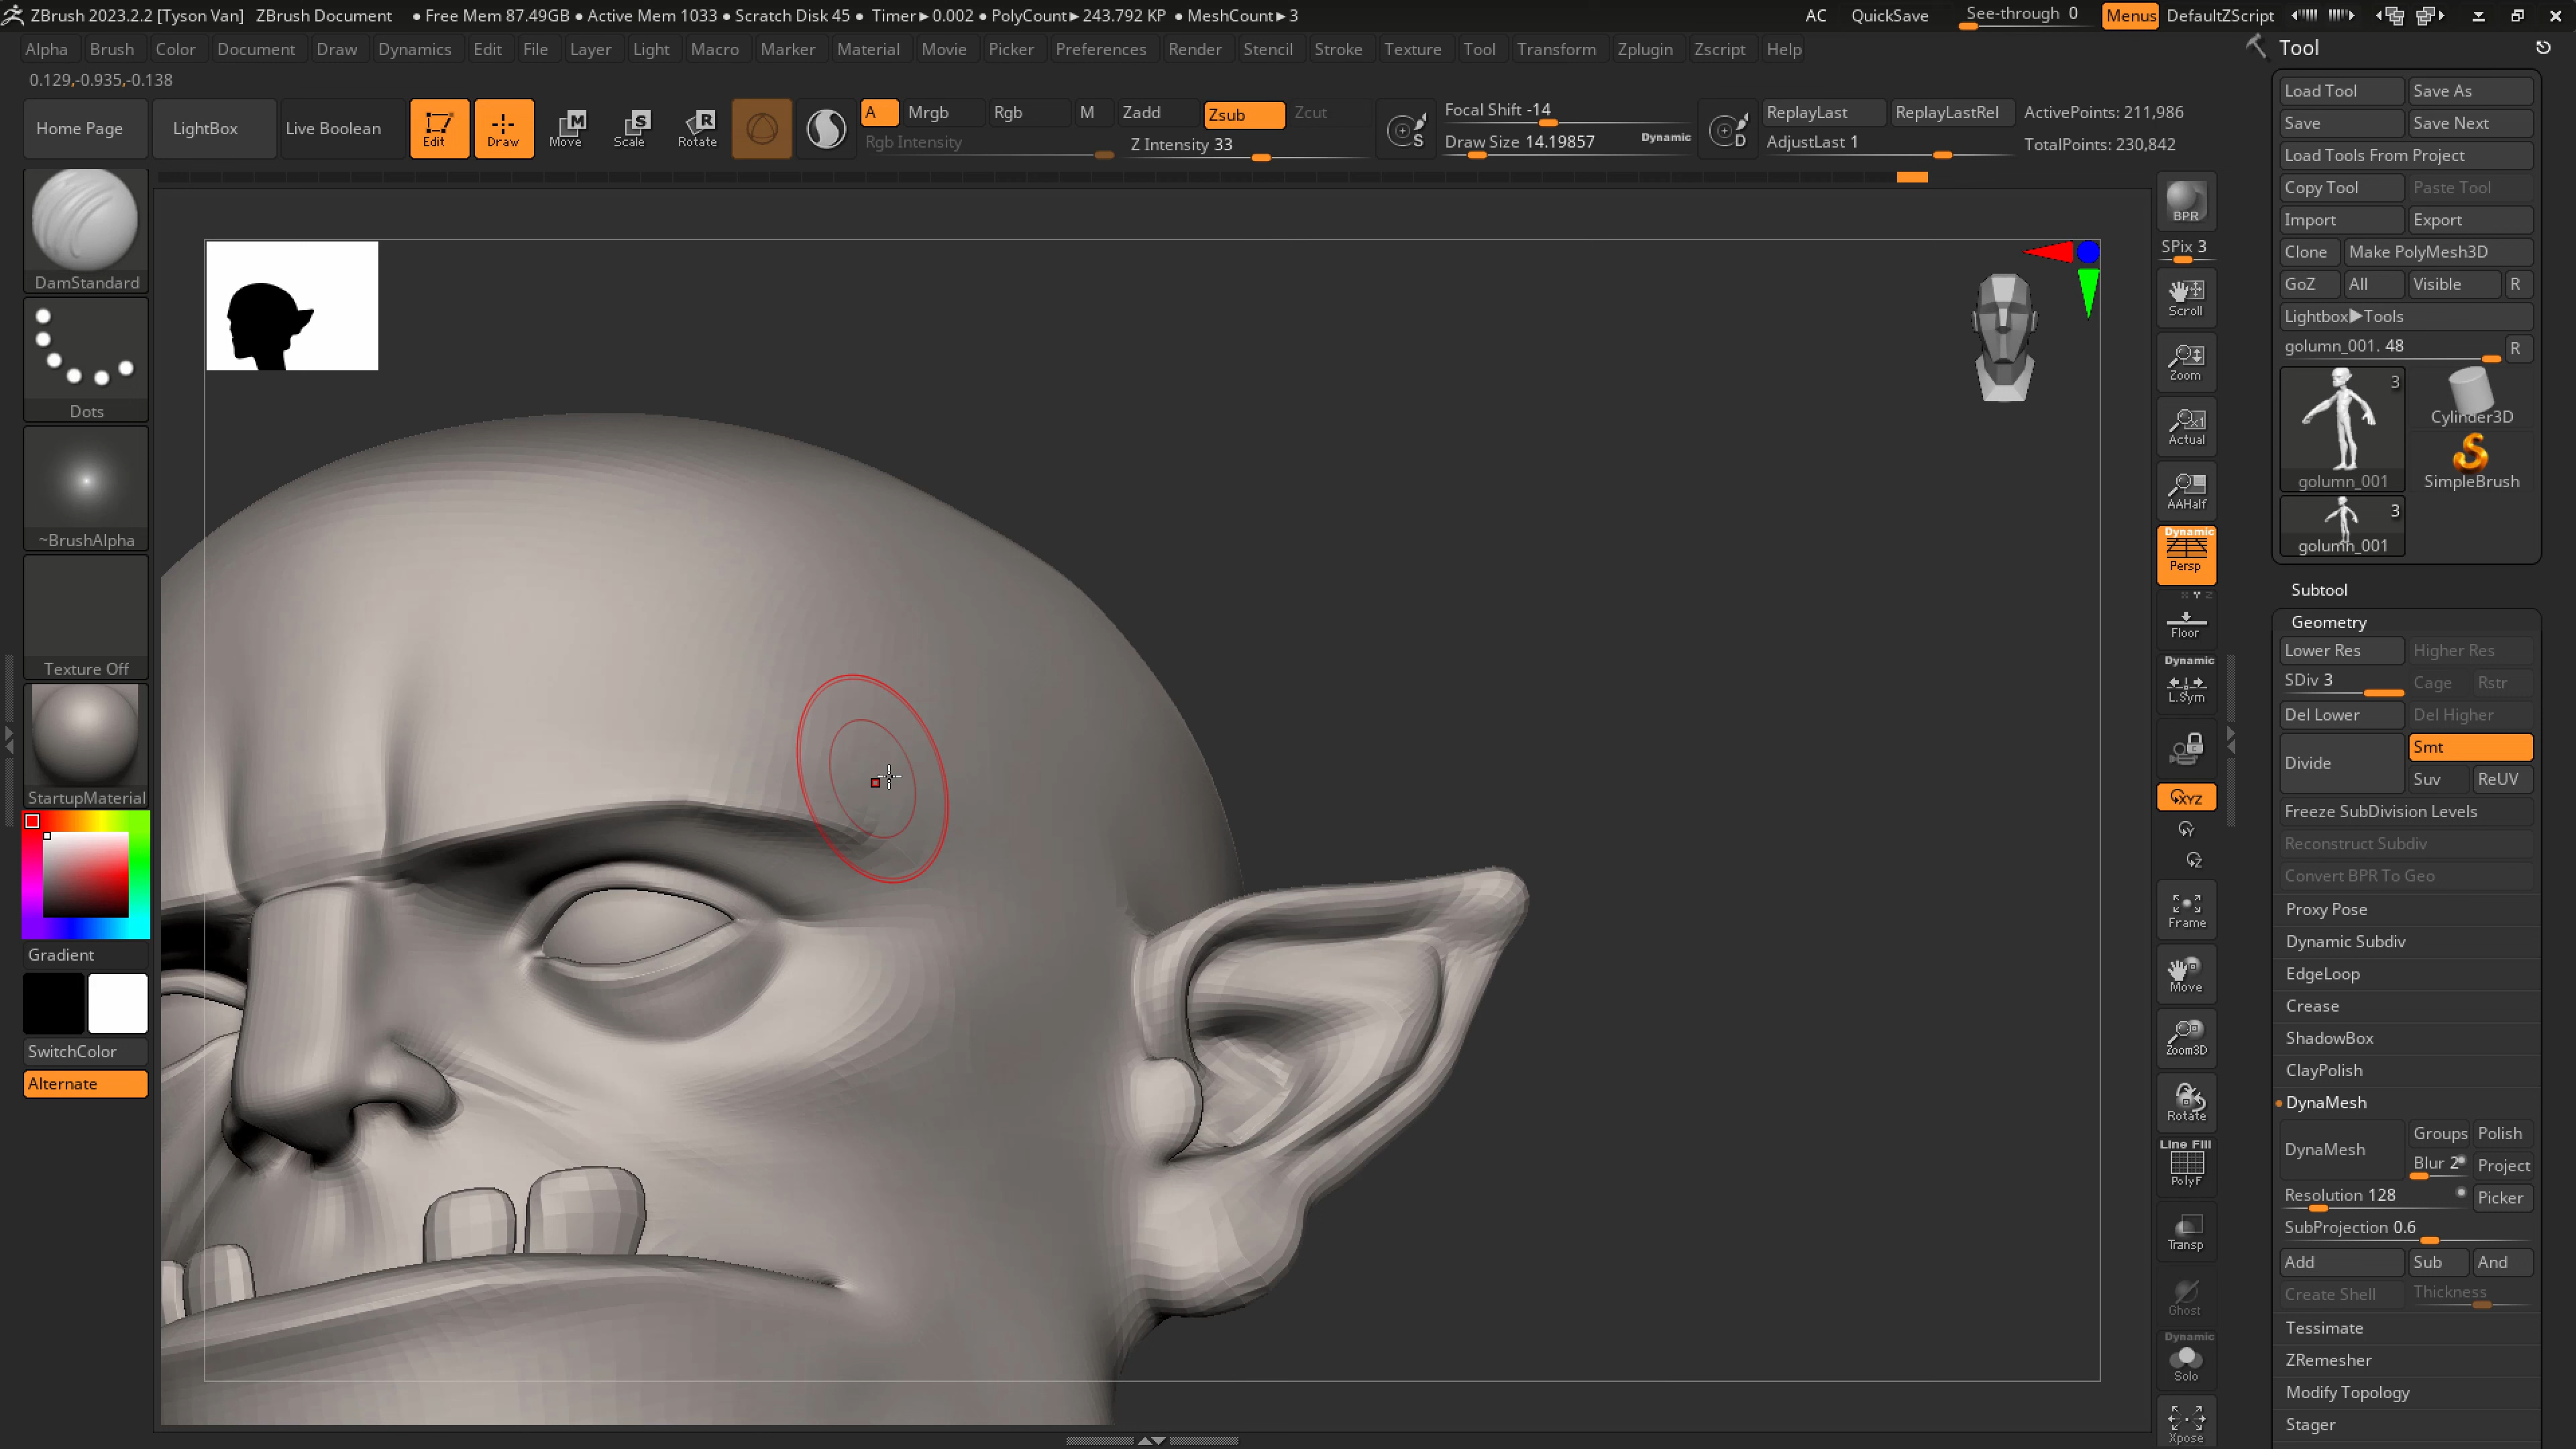 ZBrush 2023.2.2 [Tyson Van] ZBrush Document • Free Mem 87.49GB • Active Mem 1033 • Scratch Disk 45 • Timer►0.002 • PolyCount►243.792 KP • MeshCount►3 AC QuickSave See-through 0 Menus DefaultZScript
Alpha Brush Color Document Draw Dynamics Edit File Layer Light Macro Marker Material Movie Picker Preferences Render Stencil Stroke Texture Tool Transform Zplugin Zscript Help
0.129,-0.935,-0.138
Home Page LightBox Live Boolean Edit Draw Move Scale Rotate
A Mrgb Rgb M Zadd Zsub Zcut
Rgb Intensity Z Intensity 33
Focal Shift -14
Draw Size 14.19857 Dynamic
ReplayLast ReplayLastRel ActivePoints: 211,986
AdjustLast 1 TotalPoints: 230,842
M
S
R
S
D
DamStandard
Dots
~BrushAlpha
Texture Off
StartupMaterial
Gradient
SwitchColor
Alternate
BPR
SPix 3
Scroll
Zoom
Actual
AAHalf
Dynamic
Persp
Floor
Dynamic
L.Sym
XYZ
Y
Z
Frame
Move
Zoom3D
Rotate
Line Fill
PolyF
Transp
Ghost
Dynamic
Solo
Xpose
Tool
Load Tool Save As
Save Save Next
Load Tools From Project
Copy Tool Paste Tool
Import Export
Clone Make PolyMesh3D
GoZ All Visible R
Lightbox►Tools
golumn_001. 48 R
3
golumn_001
Cylinder3D
SimpleBrush
3
golumn_001
Subtool
Geometry
Lower Res Higher Res
SDiv 3 Cage Rstr
Del Lower Del Higher
Divide Smt
Suv ReUV
Freeze SubDivision Levels
Reconstruct Subdiv
Convert BPR To Geo
Proxy Pose
Dynamic Subdiv
EdgeLoop
Crease
ShadowBox
ClayPolish
DynaMesh
DynaMesh Groups Polish
Blur 2 Project
Resolution 128 Picker
SubProjection 0.6
Add Sub And
Create Shell Thickness
Tessimate
ZRemesher
Modify Topology
Stager